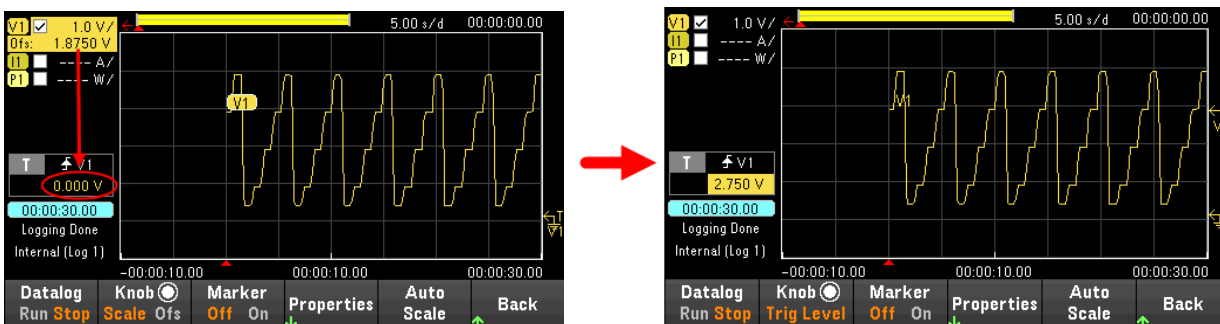 V1 1.0 V/ 5.00 s/d 00:00:00.00
Ofs: 1.8750 V
I1 ---- A/
P1 ---- W/
V1
T V1
0.000 V
00:00:30.00
Logging Done
Internal (Log 1)
T
V1
-00:00:10.00 00:00:10.00 00:00:30.00
Datalog Knob Marker Properties Auto Back
Run Stop Scale Ofs Off On Scale
V1 1.0 V/ 5.00 s/d 00:00:00.00
I1 ---- A/
P1 ---- W/
V1
T V1
2.750 V
00:00:30.00
Logging Done
Internal (Log 1)
-00:00:10.00 00:00:10.00 00:00:30.00
Datalog Knob Marker Properties Auto Back
Run Stop Trig Level Off On Scale